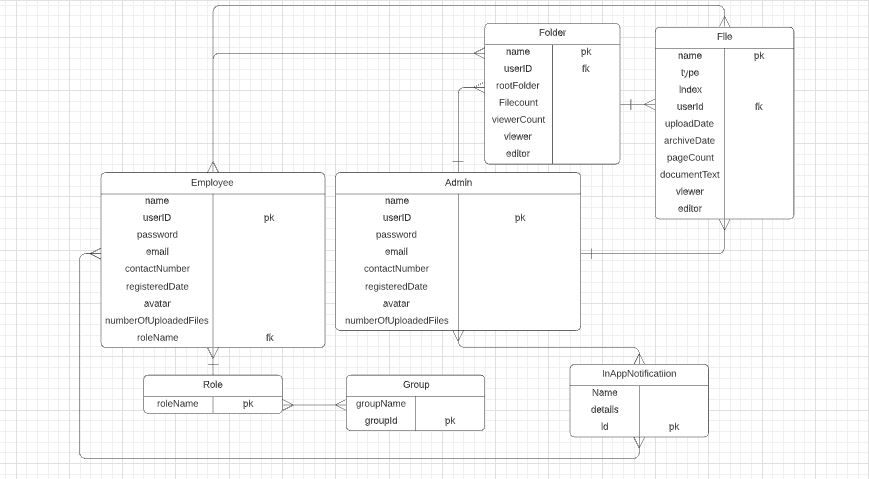 Folder
name pk
userID fk
rootFolder
Filecount
viewerCount
viewer
editor
File
name pk
type
index
userId fk
uploadDate
archiveDate
pageCount
documentText
viewer
editor
Employee
name
userID pk
password
email
contactNumber
registeredDate
avatar
numberOfUploadedFiles
roleName fk
Admin
name
userID pk
password
email
contactNumber
registeredDate
avatar
numberOfUploadedFiles
Role
roleName pk
Group
groupName
groupId pk
InAppNotificatiion
Name
details
Id pk